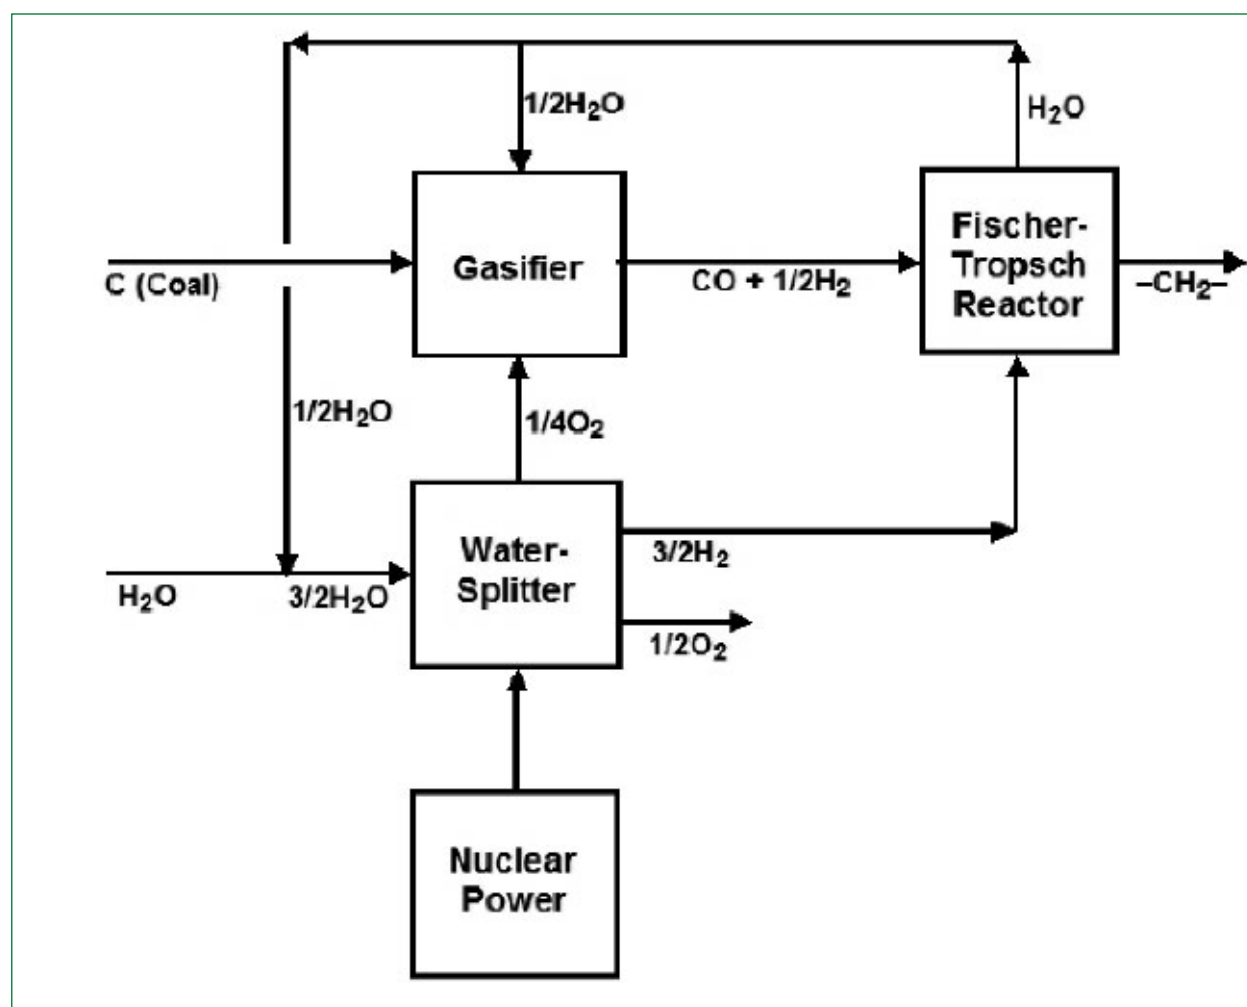 1/2H₂O
H₂O
Gasifier
Fischer-
Tropsch
Reactor
C (Coal)
CO + 1/2H₂
–CH₂–
1/2H₂O
1/4O₂
Water-
Splitter
3/2H₂
H₂O
3/2H₂O
1/2O₂
Nuclear
Power